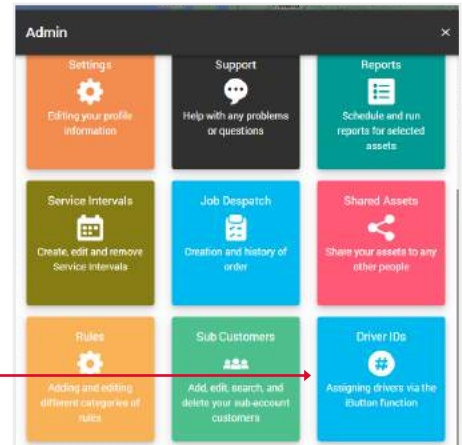 Admin ×
Settings
Editing your profile
information
Support
Help with any problems
or questions
Reports
Schedule and run
reports for selected
assets
Service Intervals
Create, edit and remove
Service Intervals
Job Despatch
Creation and history of
order
Shared Assets
Share your assets to any
other people
Rules
Adding and editing
different categories of
rules
Sub Customers
Add, edit, search, and
delete your sub-account
customers
Driver IDs
#
Assigning drivers via the
iButton function